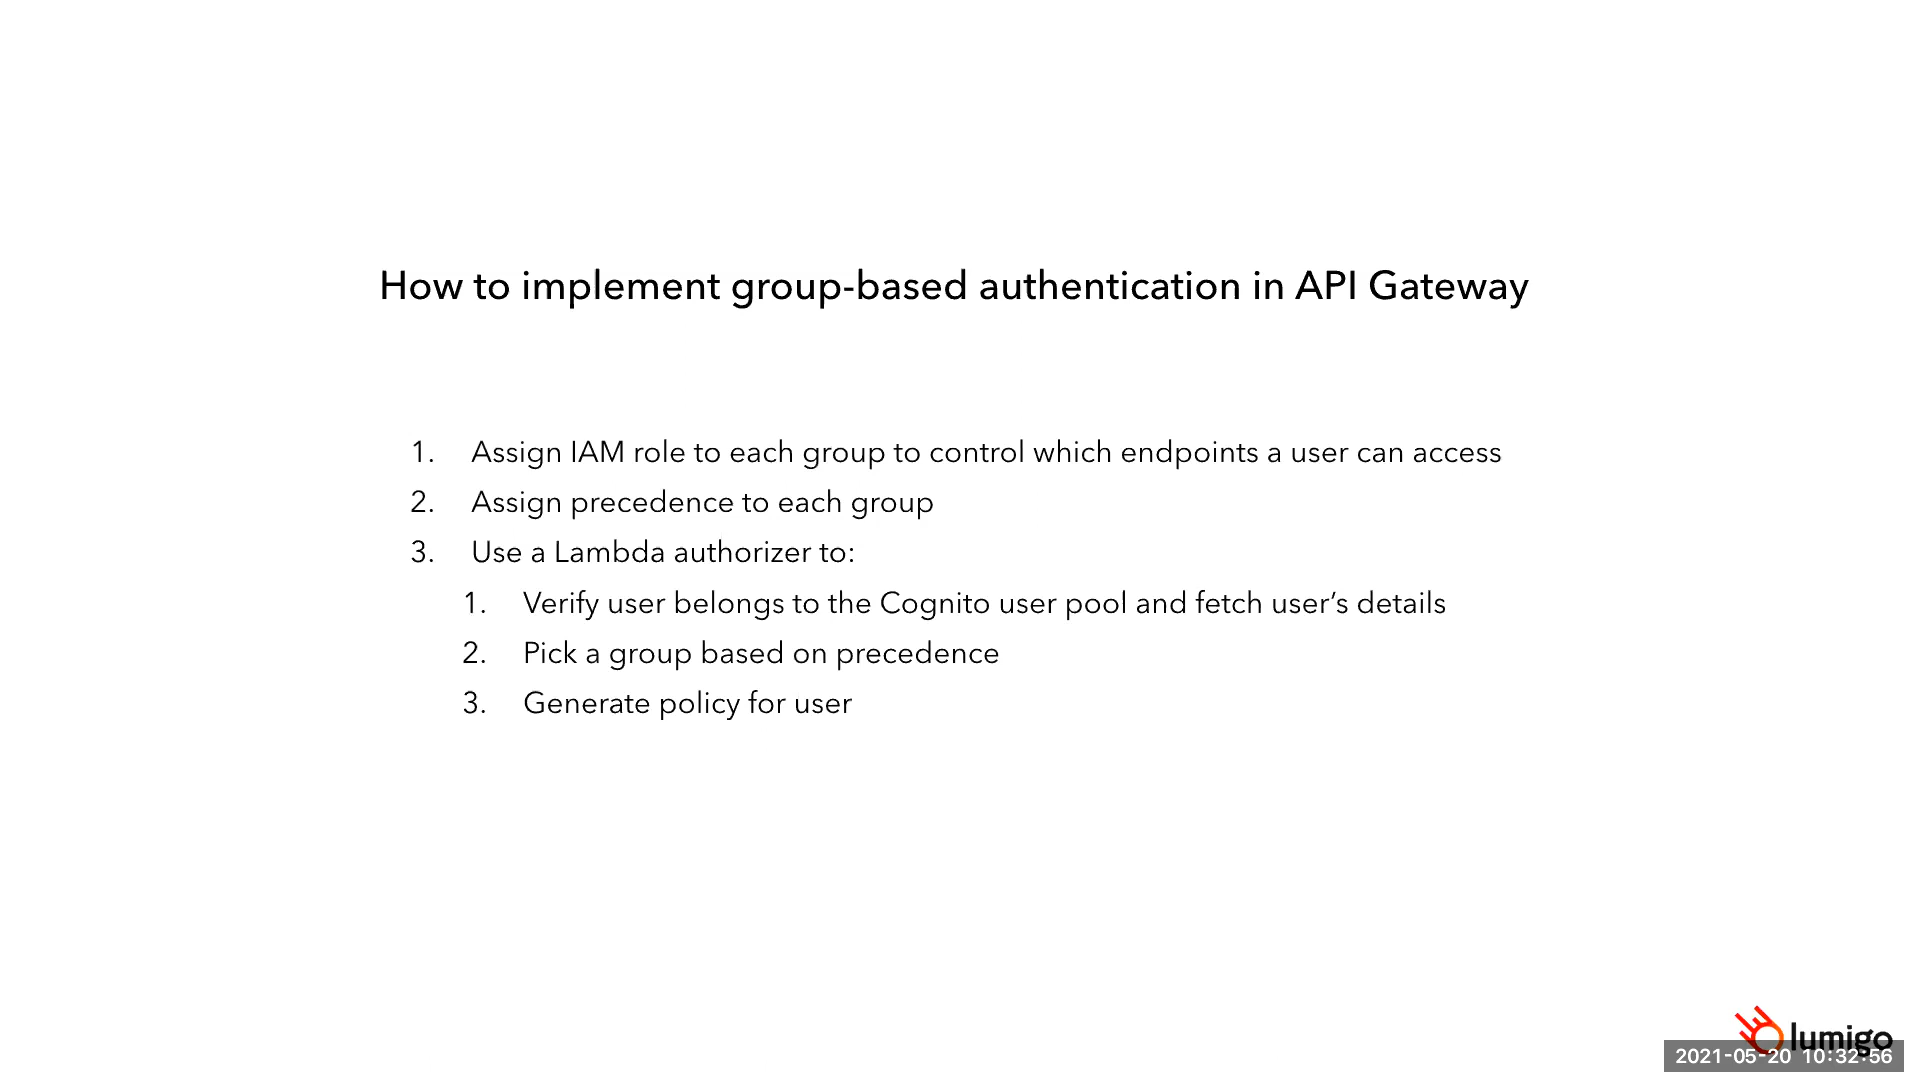 How to implement group-based authentication in API Gateway
1. Assign IAM role to each group to control which endpoints a user can access
2. Assign precedence to each group
3. Use a Lambda authorizer to:
1. Verify user belongs to the Cognito user pool and fetch user’s details
2. Pick a group based on precedence
3. Generate policy for user
lumigo
2021-05-20 10:32:56